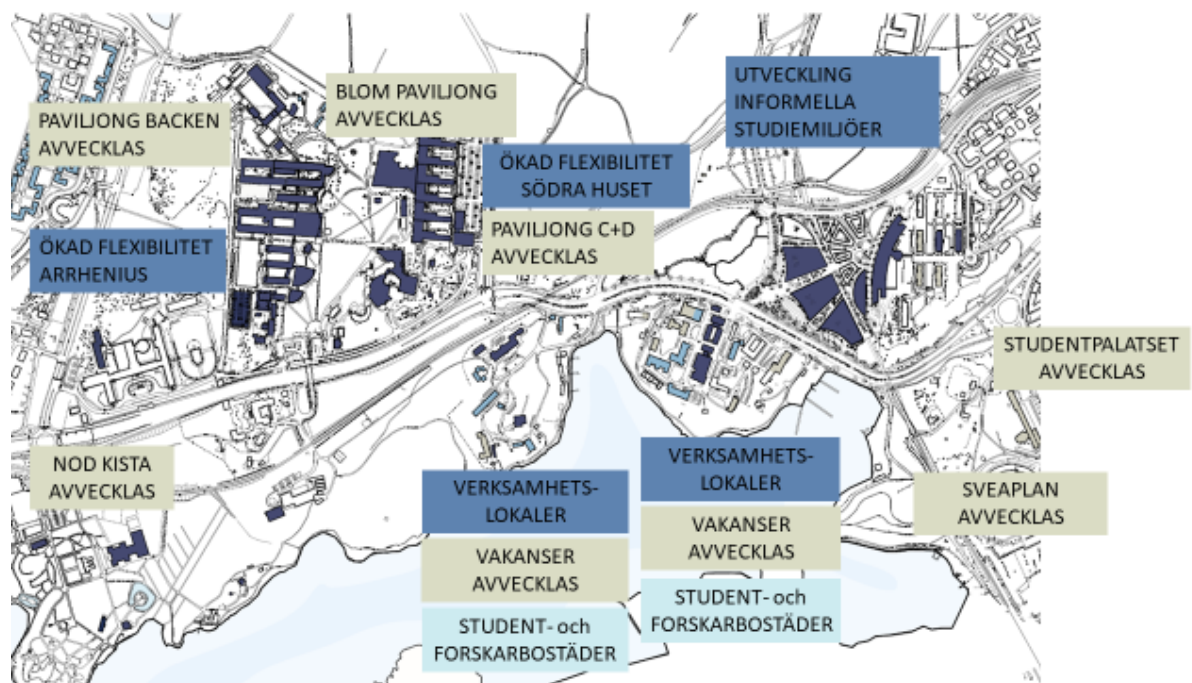 BLOM PAVILJONG
AVVECKLAS
UTVECKLING
INFORMELLA
STUDIEMILJÖER
PAVILJONG BACKEN
AVVECKLAS
ÖKAD FLEXIBILITET
SÖDRA HUSET
PAVILJONG C+D
AVVECKLAS
ÖKAD FLEXIBILITET
ARRHENIUS
STUDENTPALATSET
AVVECKLAS
NOD KISTA
AVVECKLAS
VERKSAMHETS-
LOKALER
VAKANSER
AVVECKLAS
STUDENT- och
FORSKARBOSTÄDER
VERKSAMHETS-
LOKALER
VAKANSER
AVVECKLAS
STUDENT- och
FORSKARBOSTÄDER
SVEAPLAN
AVVECKLAS